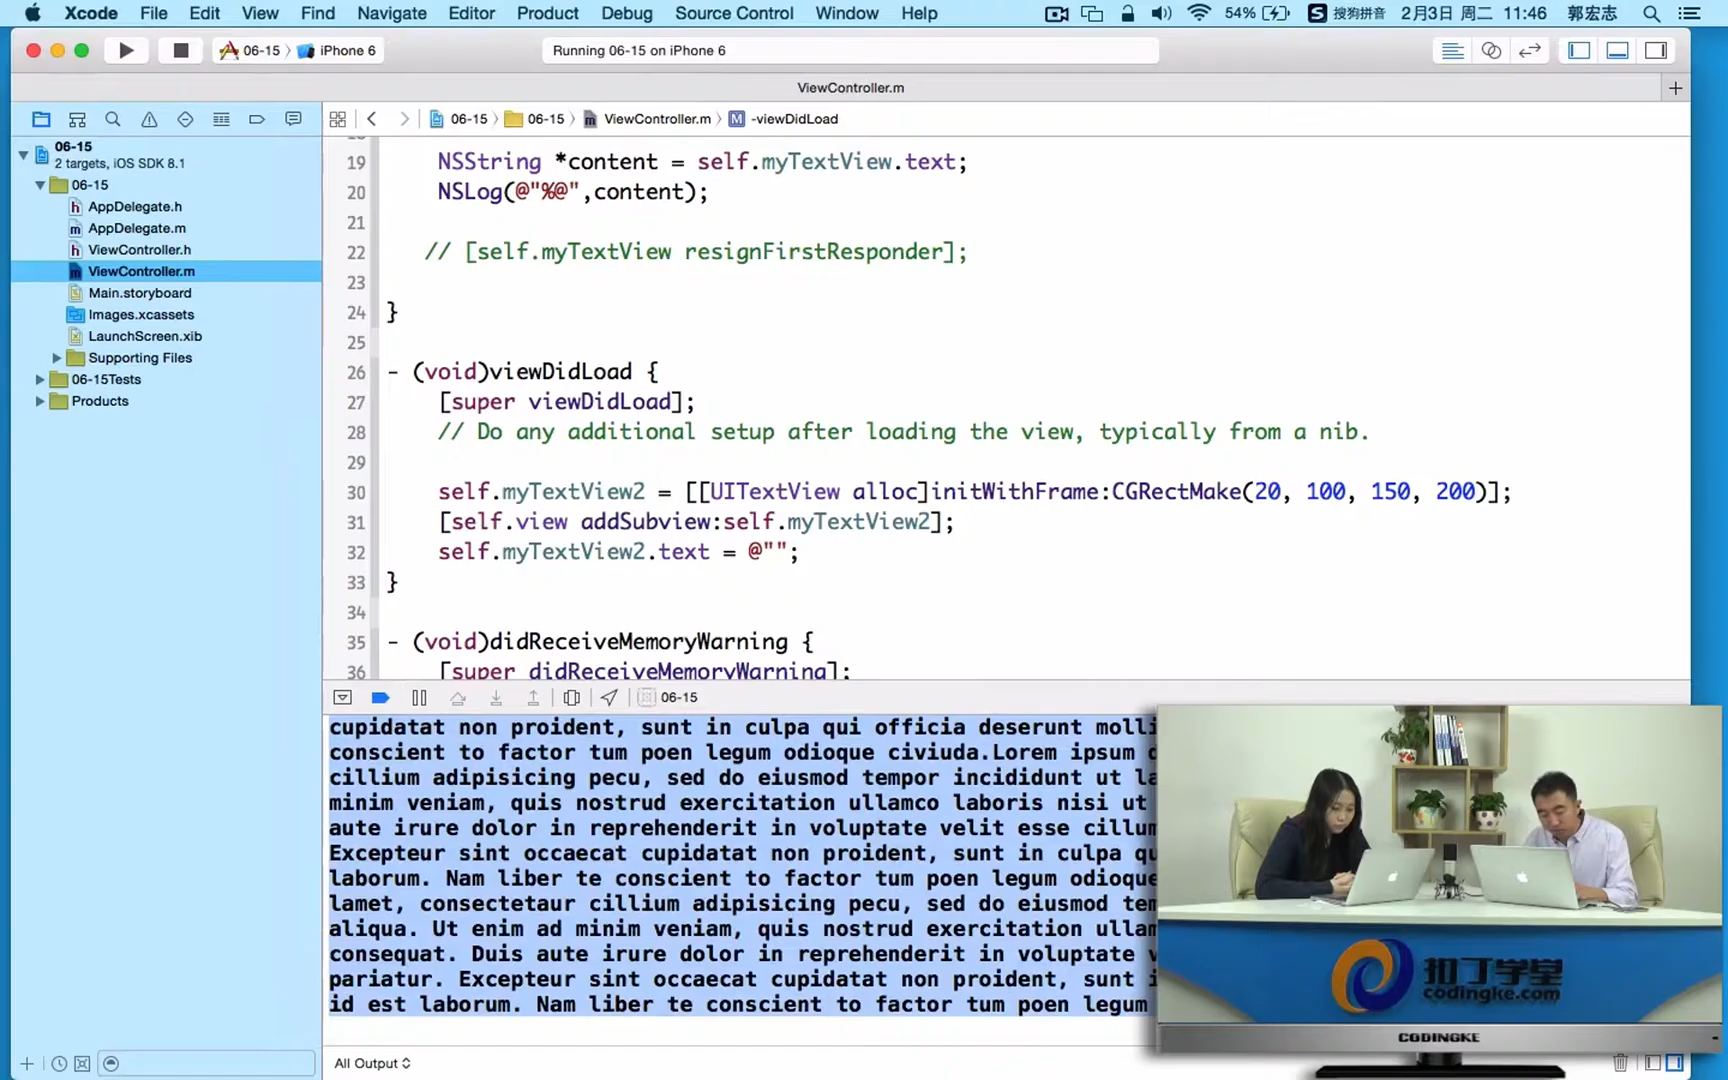 Xcode File Edit View Find Navigate Editor Product Debug Source Control Window Help 54% 搜狗拼音 2月3日 周二 11:46 郭宏志
06-15 iPhone 6 Running 06-15 on iPhone 6
ViewController.m
06-15 06-15 ViewController.m -viewDidLoad
06-15
2 targets, iOS SDK 8.1
06-15
AppDelegate.h
AppDelegate.m
ViewController.h
ViewController.m
Main.storyboard
Images.xcassets
LaunchScreen.xib
Supporting Files
06-15Tests
Products
19 NSString *content = self.myTextView.text;
20 NSLog(@"%@",content);
21
22 // [self.myTextView resignFirstResponder];
23
24 }
25
26 - (void)viewDidLoad {
27 [super viewDidLoad];
28 // Do any additional setup after loading the view, typically from a nib.
29
30 self.myTextView2 = [[UITextView alloc]initWithFrame:CGRectMake(20, 100, 150, 200)];
31 [self.view addSubview:self.myTextView2];
32 self.myTextView2.text = @"";
33 }
34
35 - (void)didReceiveMemoryWarning {
36 [super didReceiveMemoryWarning];
06-15
cupidatat non proident, sunt in culpa qui officia deserunt molli
conscient to factor tum poen legum odioque civiuda.Lorem ipsum d
cillium adipisicing pecu, sed do eiusmod tempor incididunt ut la
minim veniam, quis nostrud exercitation ullamco laboris nisi ut
aute irure dolor in reprehenderit in voluptate velit esse cillum
Excepteur sint occaecat cupidatat non proident, sunt in culpa qu
laborum. Nam liber te conscient to factor tum poen legum odioque
lamet, consectetaur cillium adipisicing pecu, sed do eiusmod tem
aliqua. Ut enim ad minim veniam, quis nostrud exercitation ullam
consequat. Duis aute irure dolor in reprehenderit in voluptate v
pariatur. Excepteur sint occaecat cupidatat non proident, sunt i
id est laborum. Nam liber te conscient to factor tum poen legum
All Output
扣丁学堂
codingke.com
CODINGKE